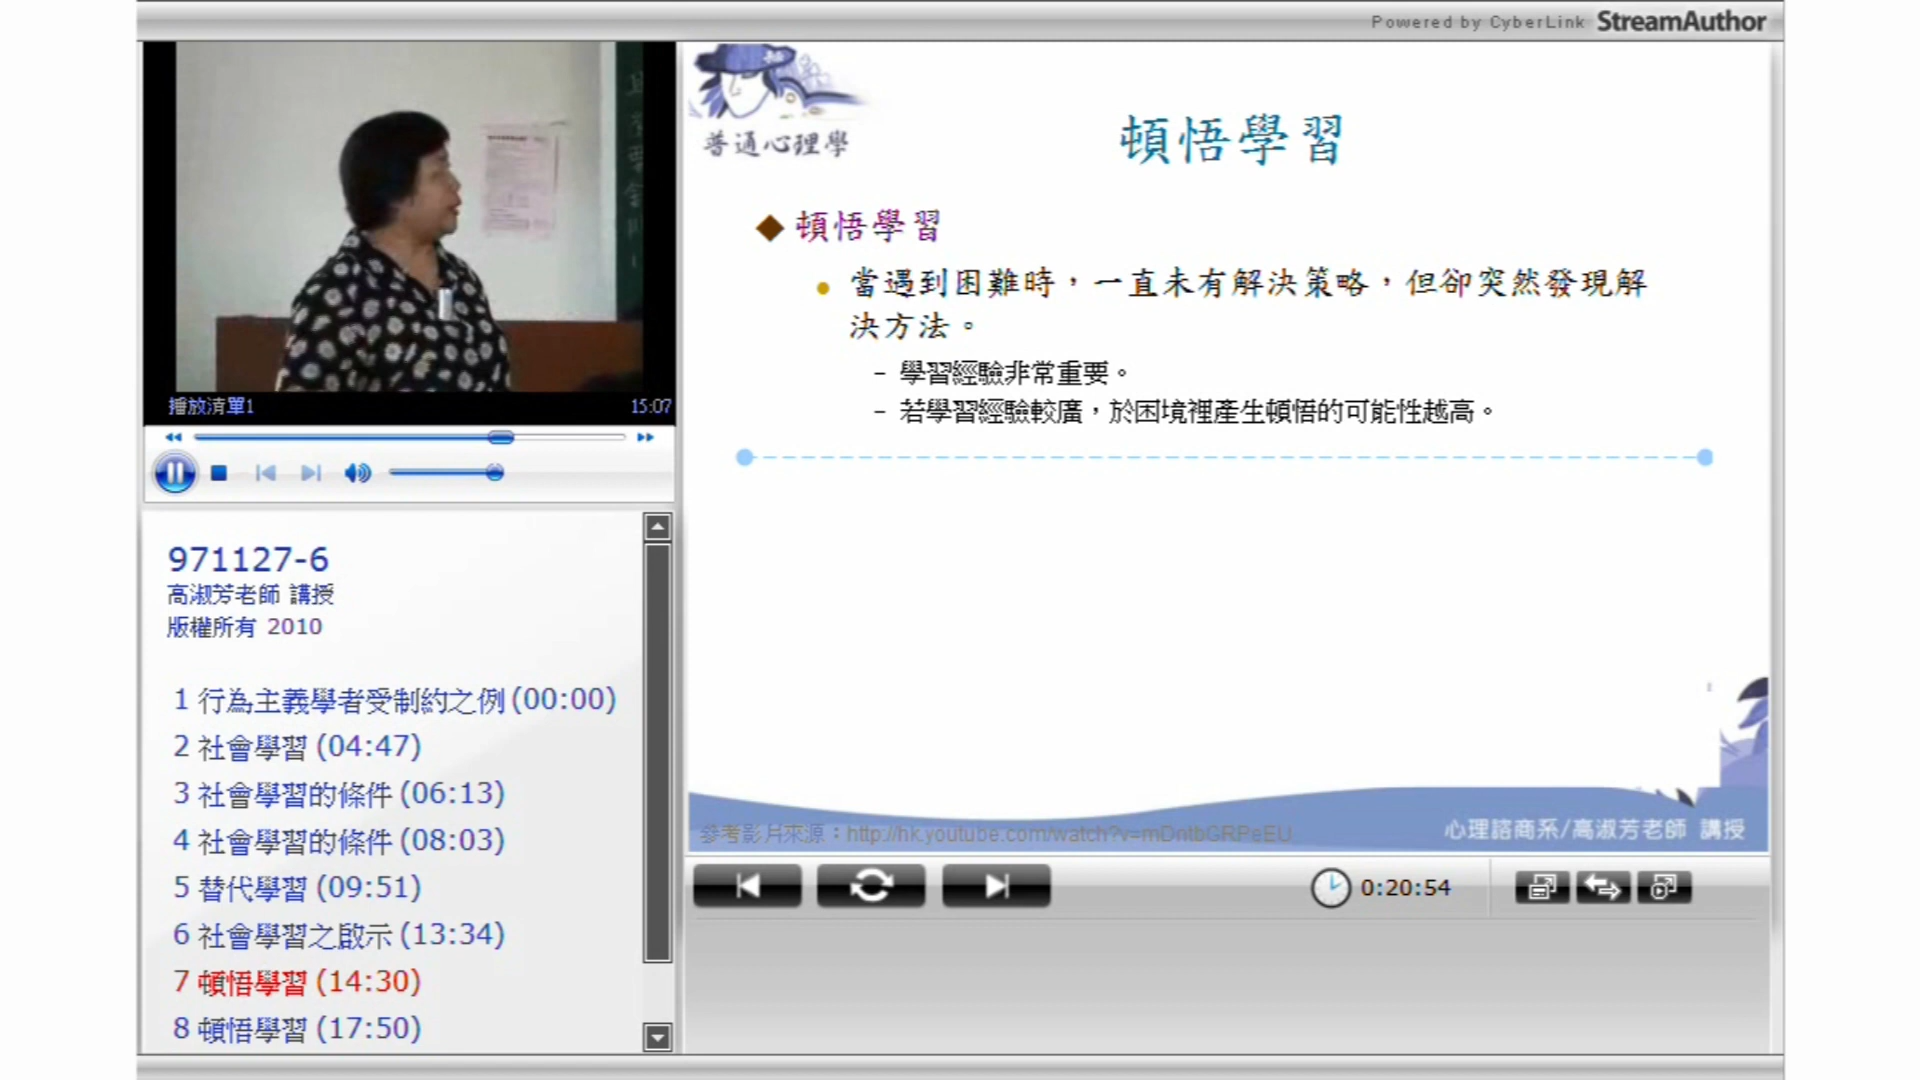 Powered by CyberLink StreamAuthor
普通心理學
頓悟學習
頓悟學習
當遇到困難時，一直未有解決策略，但卻突然發現解
決方法。
– 學習經驗非常重要。
– 若學習經驗較廣，於困境裡產生頓悟的可能性越高。
參考影片來源：http://hk.youtube.com/watch?v=mDntbGRPeEU
心理諮商系/高淑芳老師 講授
0:20:54
播放清單1
15:07
971127-6
高淑芳老師 講授
版權所有 2010
1 行為主義學者受制約之例 (00:00)
2 社會學習 (04:47)
3 社會學習的條件 (06:13)
4 社會學習的條件 (08:03)
5 替代學習 (09:51)
6 社會學習之啟示 (13:34)
7 頓悟學習 (14:30)
8 頓悟學習 (17:50)